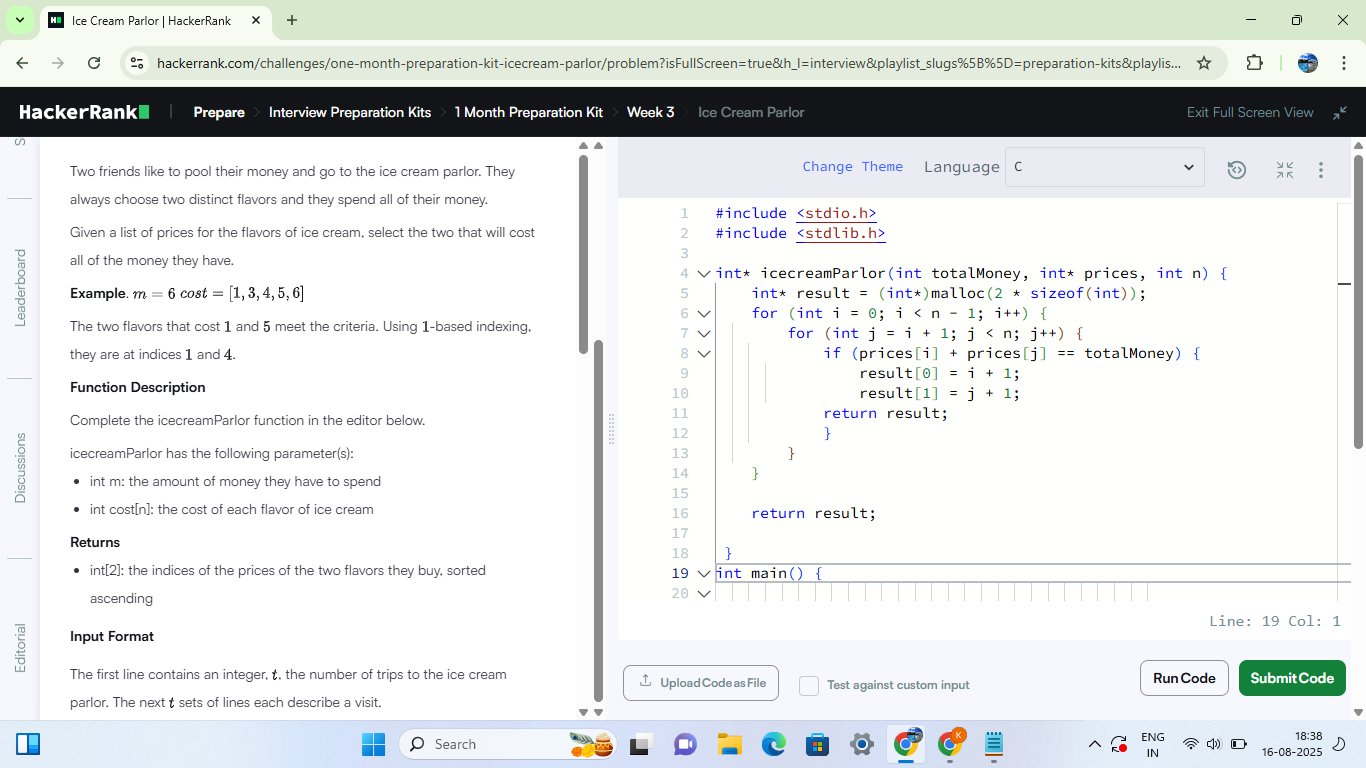 Ice Cream Parlor | HackerRank
hackerrank.com/challenges/one-month-preparation-kit-icecream-parlor/problem?isFullScreen=true&h_l=interview&playlist_slugs%5B%5D=preparation-kits&playlis...
HackerRank
Prepare
Interview Preparation Kits
1 Month Preparation Kit
Week 3
Ice Cream Parlor
Exit Full Screen View
Leaderboard
Discussions
Editorial
Two friends like to pool their money and go to the ice cream parlor. They
always choose two distinct flavors and they spend all of their money.
Given a list of prices for the flavors of ice cream, select the two that will cost
all of the money they have.
Example. m = 6 cost = [1, 3, 4, 5, 6]
The two flavors that cost 1 and 5 meet the criteria. Using 1-based indexing,
they are at indices 1 and 4.
Function Description
Complete the icecreamParlor function in the editor below.
icecreamParlor has the following parameter(s):
• int m: the amount of money they have to spend
• int cost[n]: the cost of each flavor of ice cream
Returns
• int[2]: the indices of the prices of the two flavors they buy, sorted
ascending
Input Format
The first line contains an integer, t, the number of trips to the ice cream
parlor. The next t sets of lines each describe a visit.
Change Theme
Language
C
1 #include <stdio.h>
2 #include <stdlib.h>
3
4 int* icecreamParlor(int totalMoney, int* prices, int n) {
5 int* result = (int*)malloc(2 * sizeof(int));
6 for (int i = 0; i < n - 1; i++) {
7 for (int j = i + 1; j < n; j++) {
8 if (prices[i] + prices[j] == totalMoney) {
9 result[0] = i + 1;
10 result[1] = j + 1;
11 return result;
12 }
13 }
14 }
15
16 return result;
17
18 }
19 int main() {
20
Line: 19 Col: 1
Upload Code as File
Test against custom input
Run Code
Submit Code
Search
K
ENG
IN
18:38
16-08-2025